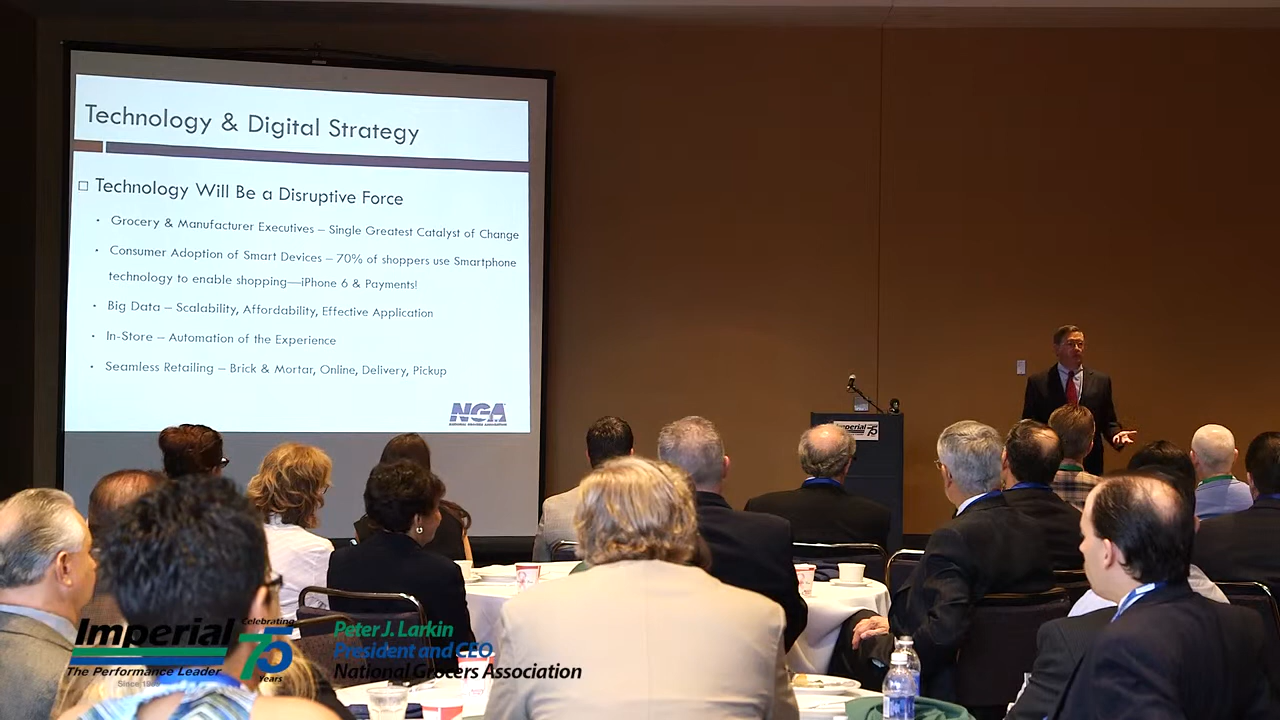 Technology & Digital Strategy
□ Technology Will Be a Disruptive Force
• Grocery & Manufacturer Executives – Single Greatest Catalyst of Change
• Consumer Adoption of Smart Devices – 70% of shoppers use Smartphone
technology to enable shopping—iPhone 6 & Payments!
• Big Data – Scalability, Affordability, Effective Application
• In-Store – Automation of the Experience
• Seamless Retailing – Brick & Mortar, Online, Delivery, Pickup
NGA
NATIONAL GROCERS ASSOCIATION
Imperial 75
Imperial
Celebrating
75
Years
The Performance Leader
Peter J. Larkin
President and CEO
National Grocers Association